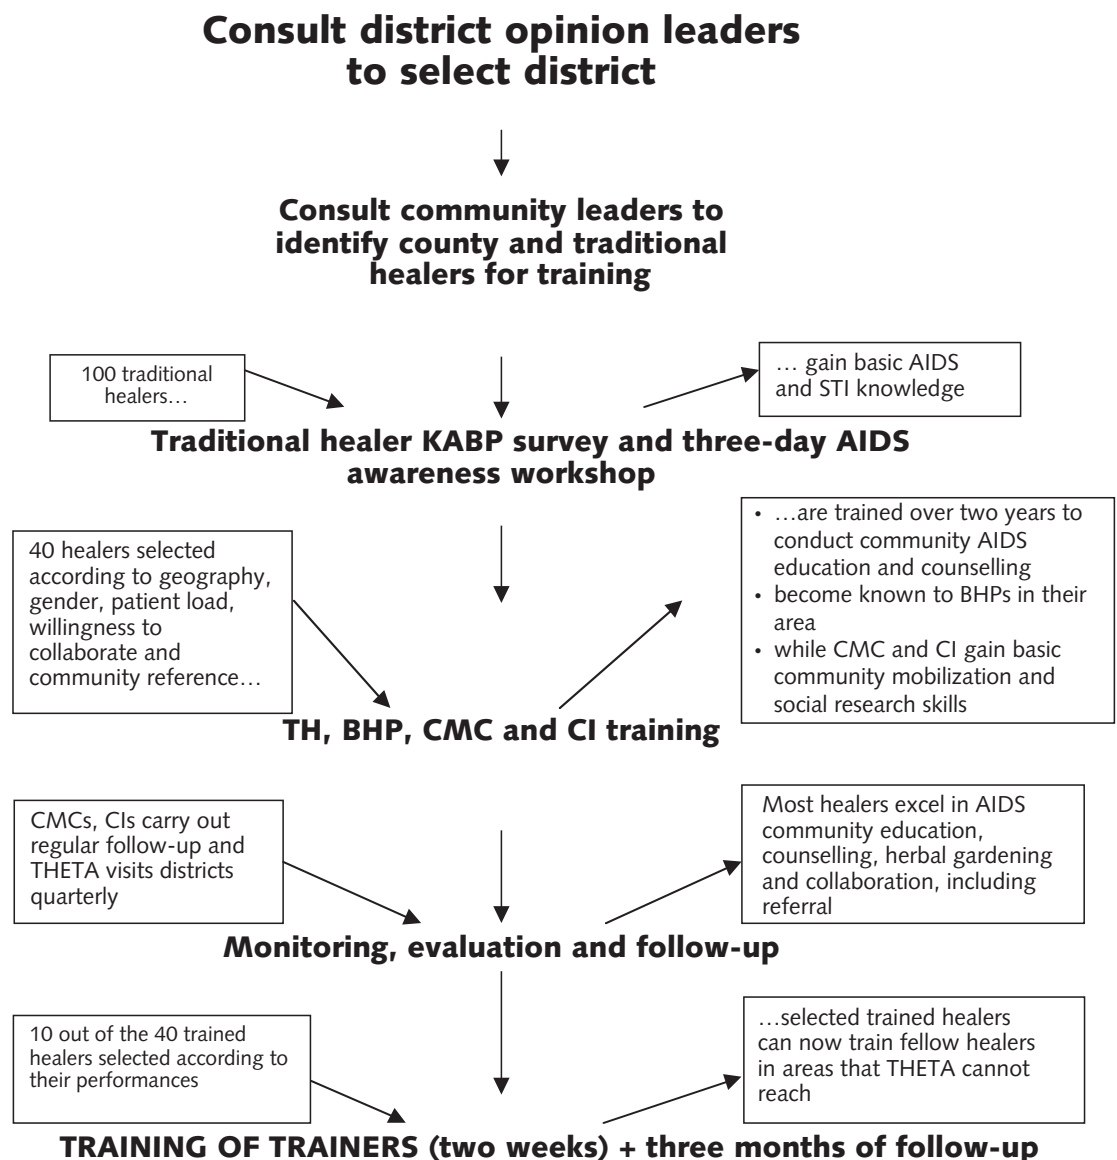 Consult district opinion leaders
to select district
Consult community leaders to
identify county and traditional
healers for training
100 traditional
healers…
… gain basic AIDS
and STI knowledge
Traditional healer KABP survey and three-day AIDS
awareness workshop
40 healers selected
according to geography,
gender, patient load,
willingness to
collaborate and
community reference…
• …are trained over two years to
conduct community AIDS
education and counselling
• become known to BHPs in their
area
• while CMC and CI gain basic
community mobilization and
social research skills
TH, BHP, CMC and CI training
CMCs, CIs carry out
regular follow-up and
THETA visits districts
quarterly
Most healers excel in AIDS
community education,
counselling, herbal gardening
and collaboration, including
referral
Monitoring, evaluation and follow-up
10 out of the 40 trained
healers selected according to
their performances
…selected trained healers
can now train fellow healers
in areas that THETA cannot
reach
TRAINING OF TRAINERS (two weeks) + three months of follow-up